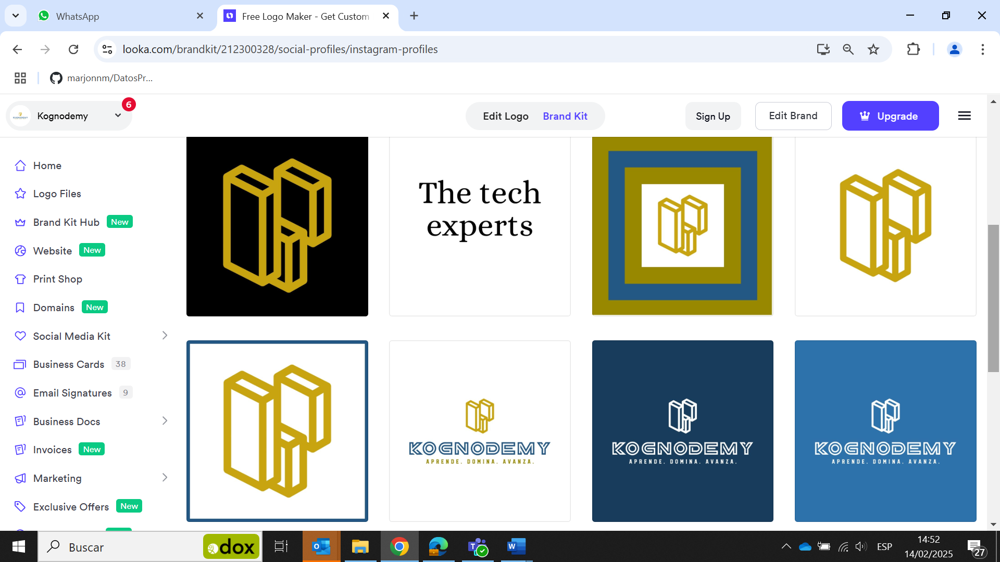 WhatsApp
Free Logo Maker - Get Custom
looka.com/brandkit/212300328/social-profiles/instagram-profiles
marjonnm/DatosPr...
6
Kognodemy
Edit Logo
Brand Kit
Sign Up
Edit Brand
Upgrade
Home
Logo Files
Brand Kit Hub New
Website New
Print Shop
Domains New
Social Media Kit
Business Cards 38
Email Signatures 9
Business Docs
Invoices New
Marketing
Exclusive Offers New
The tech
experts
KOGNODEMY
APRENDE. DOMINA. AVANZA.
KOGNODEMY
APRENDE. DOMINA. AVANZA.
KOGNODEMY
APRENDE. DOMINA. AVANZA.
Buscar
dox
ESP
14:52
14/02/2025
27